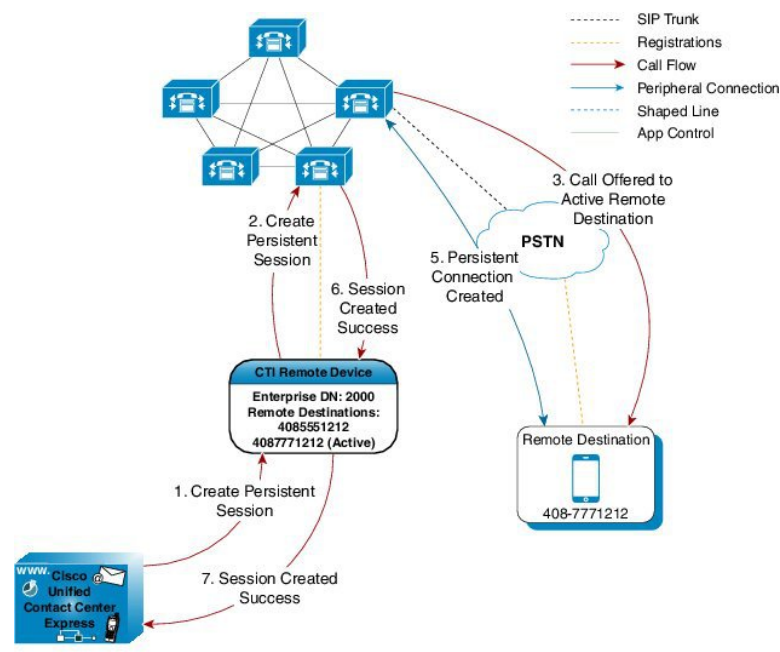 SIP Trunk
Registrations
Call Flow
Peripheral Connection
Shaped Line
App Control
3. Call Offered to
Active Remote
Destination
2. Create
Persistent
Session
PSTN
5. Persistent
Connection
Created
6. Session
Created
Success
CTI Remote Device
Enterprise DN: 2000
Remote Destinations:
4085551212
4087771212 (Active)
Remote Destination
408-7771212
1. Create Persistent
Session
7. Session Created
Success
www.
Cisco
Unified
Contact Center
Express